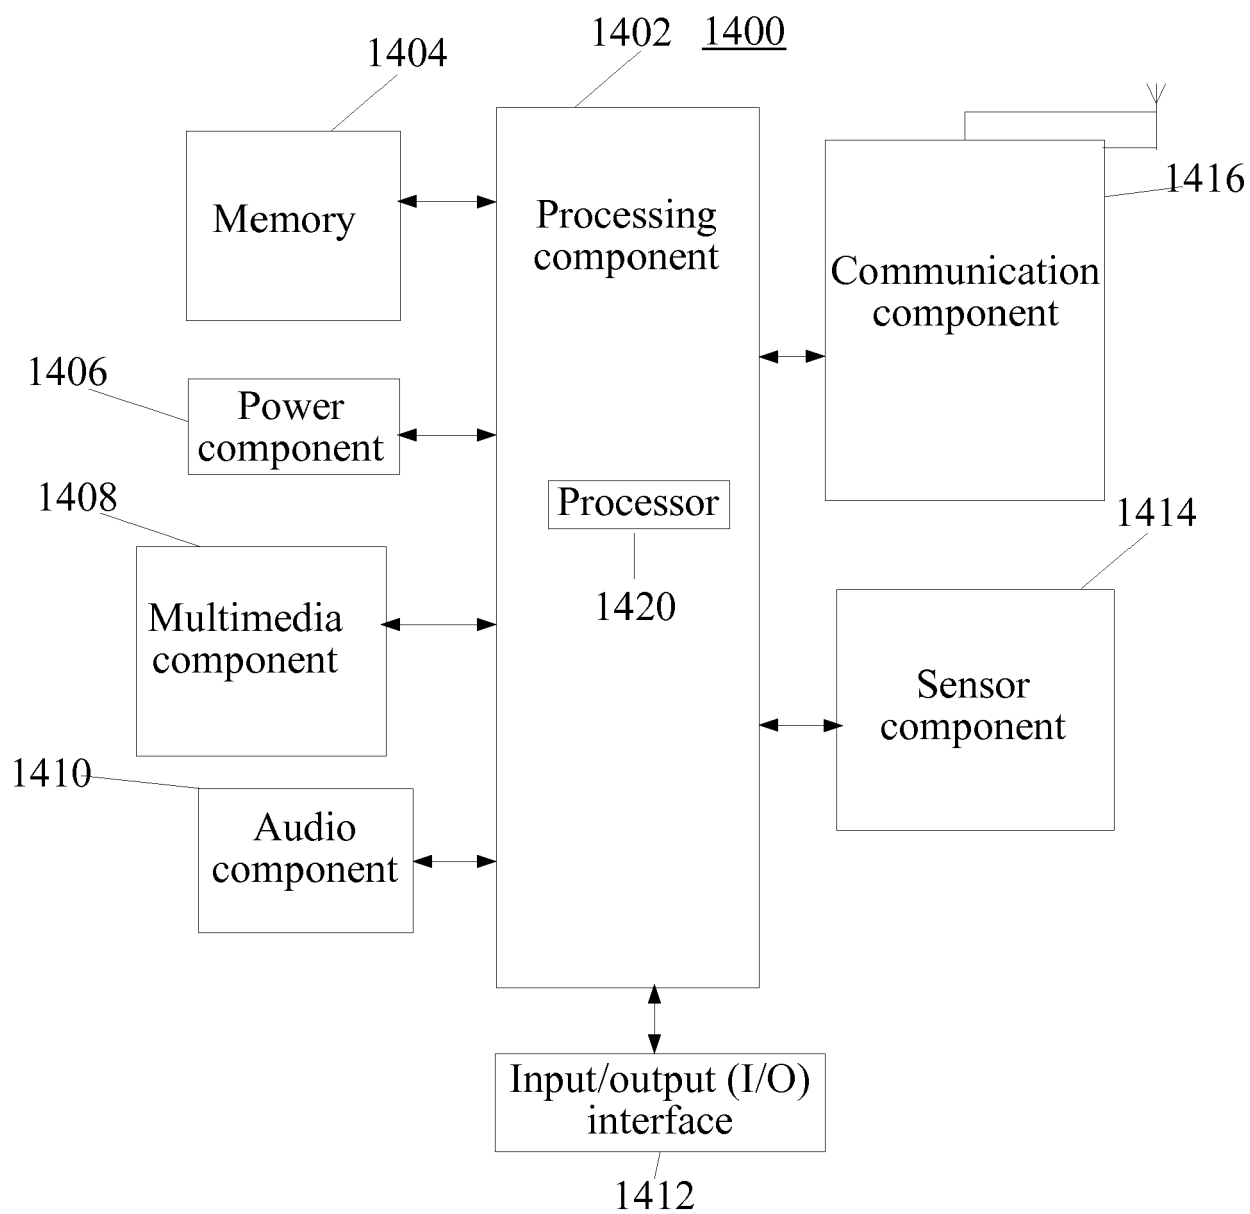 1402
1400
1404
Memory
Processing
component
1416
Communication
component
1406
Power
component
1408
Processor
1420
1414
Multimedia
component
Sensor
component
1410
Audio
component
Input/output (I/O)
interface
1412